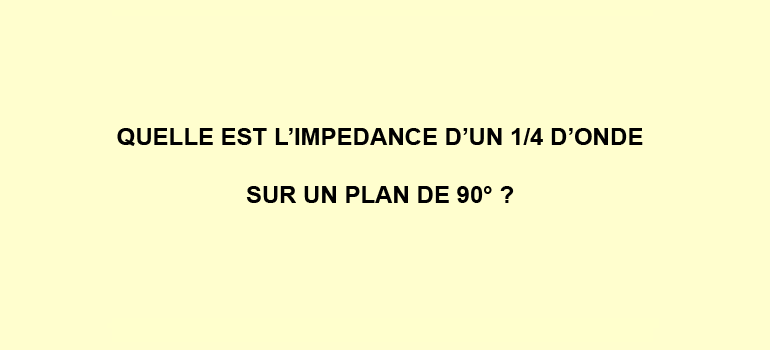 QUELLE EST L’IMPEDANCE D’UN 1/4 D’ONDE
SUR UN PLAN DE 90° ?